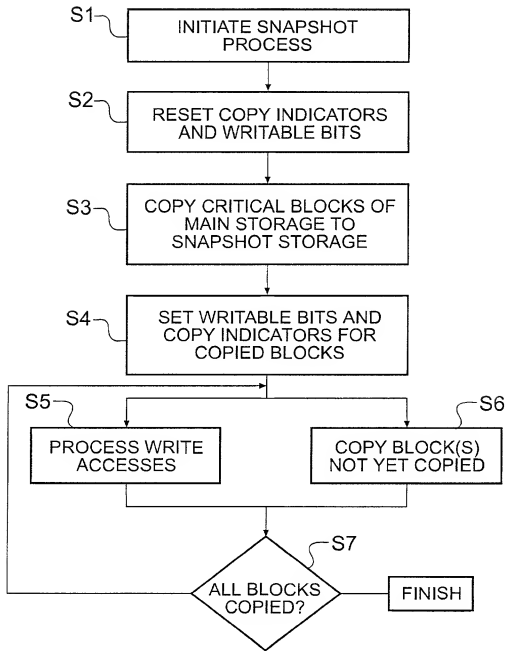 S1
INITIATE SNAPSHOT
PROCESS
S2
RESET COPY INDICATORS
AND WRITABLE BITS
S3
COPY CRITICAL BLOCKS OF
MAIN STORAGE TO
SNAPSHOT STORAGE
S4
SET WRITABLE BITS AND
COPY INDICATORS FOR
COPIED BLOCKS
S5
PROCESS WRITE
ACCESSES
S6
COPY BLOCK(S)
NOT YET COPIED
S7
ALL BLOCKS
COPIED?
FINISH